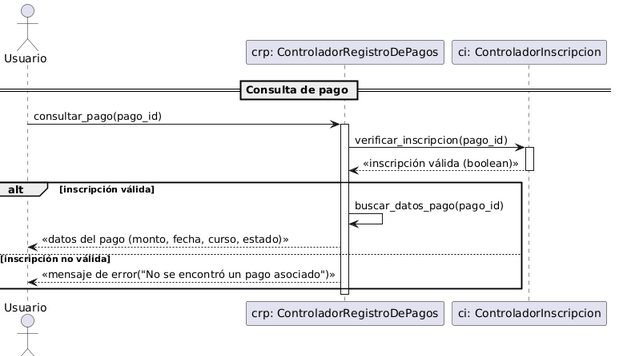 Usuario
crp: ControladorRegistroDePagos
ci: ControladorInscripcion
Consulta de pago
consultar_pago(pago_id)
verificar_inscripcion(pago_id)
«inscripción válida (boolean)»
alt
[inscripción válida]
buscar_datos_pago(pago_id)
«datos del pago (monto, fecha, curso, estado)»
[inscripción no válida]
«mensaje de error("No se encontró un pago asociado")»
Usuario
crp: ControladorRegistroDePagos
ci: ControladorInscripcion